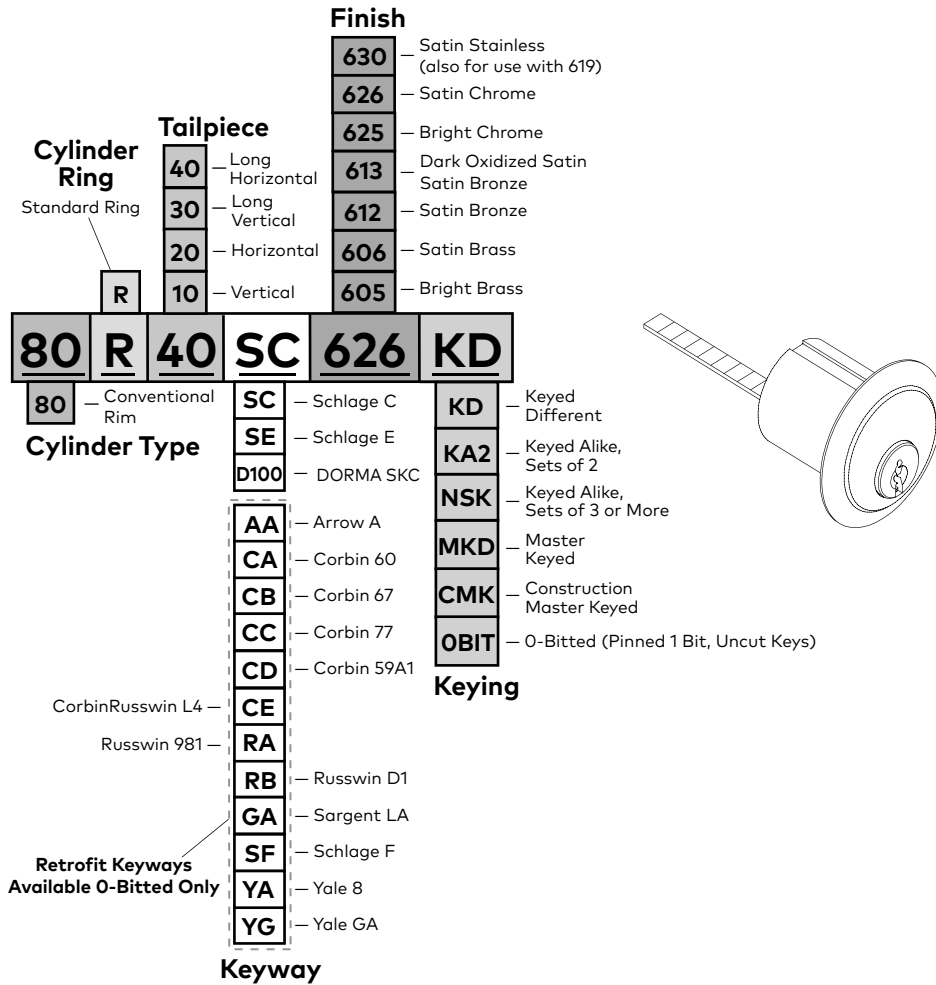 Finish
630
Satin Stainless
(also for use with 619)
626
Satin Chrome
625
Bright Chrome
613
Dark Oxidized Satin
Satin Bronze
612
Satin Bronze
606
Satin Brass
605
Bright Brass
Tailpiece
40
Long
Horizontal
30
Long
Vertical
20
Horizontal
10
Vertical
Cylinder
Ring
Standard Ring
R
80 R 40 SC 626 KD
80
Conventional
Rim
Cylinder Type
SC
Schlage C
SE
Schlage E
D100
DORMA SKC
AA
Arrow A
CA
Corbin 60
CB
Corbin 67
CC
Corbin 77
CD
Corbin 59A1
CorbinRusswin L4
CE
Russwin 981
RA
RB
Russwin D1
GA
Sargent LA
SF
Schlage F
YA
Yale 8
YG
Yale GA
Retrofit Keyways
Available 0-Bitted Only
Keyway
KD
Keyed
Different
KA2
Keyed Alike,
Sets of 2
NSK
Keyed Alike,
Sets of 3 or More
MKD
Master
Keyed
CMK
Construction
Master Keyed
0BIT
0-Bitted (Pinned 1 Bit, Uncut Keys)
Keying